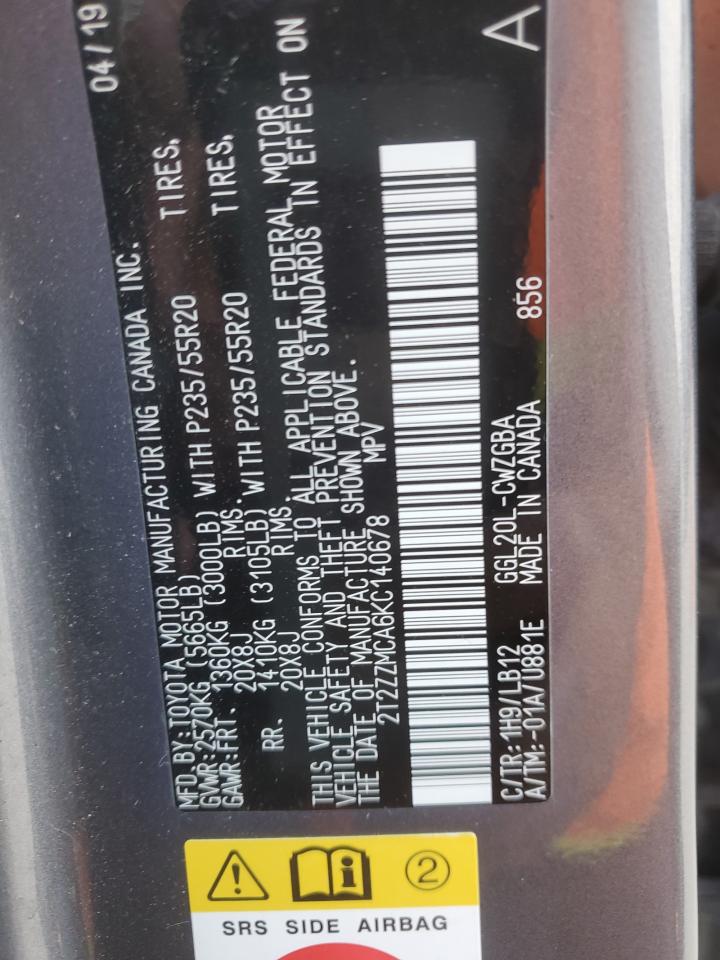 MFD. BY: TOYOTA MOTOR MANUFACTURING CANADA INC. 04/19
GVWR: 2570KG (5665LB)
GAWR: FRT. 1360KG (3000LB) WITH P235/55R20 TIRES,
20X8J RIMS.
RR. 1410KG (3105LB) WITH P235/55R20 TIRES,
20X8J RIMS.
THIS VEHICLE CONFORMS TO ALL APPLICABLE FEDERAL MOTOR
VEHICLE SAFETY AND THEFT PREVENTION STANDARDS IN EFFECT ON
THE DATE OF MANUFACTURE SHOWN ABOVE.
2T2ZZMCA6KC140678 MPV
C/TR: 1H9/LB12 GGL20L-CWZGBA A
A/TM: -01A/U881E MADE IN CANADA 856
2
SRS SIDE AIRBAG